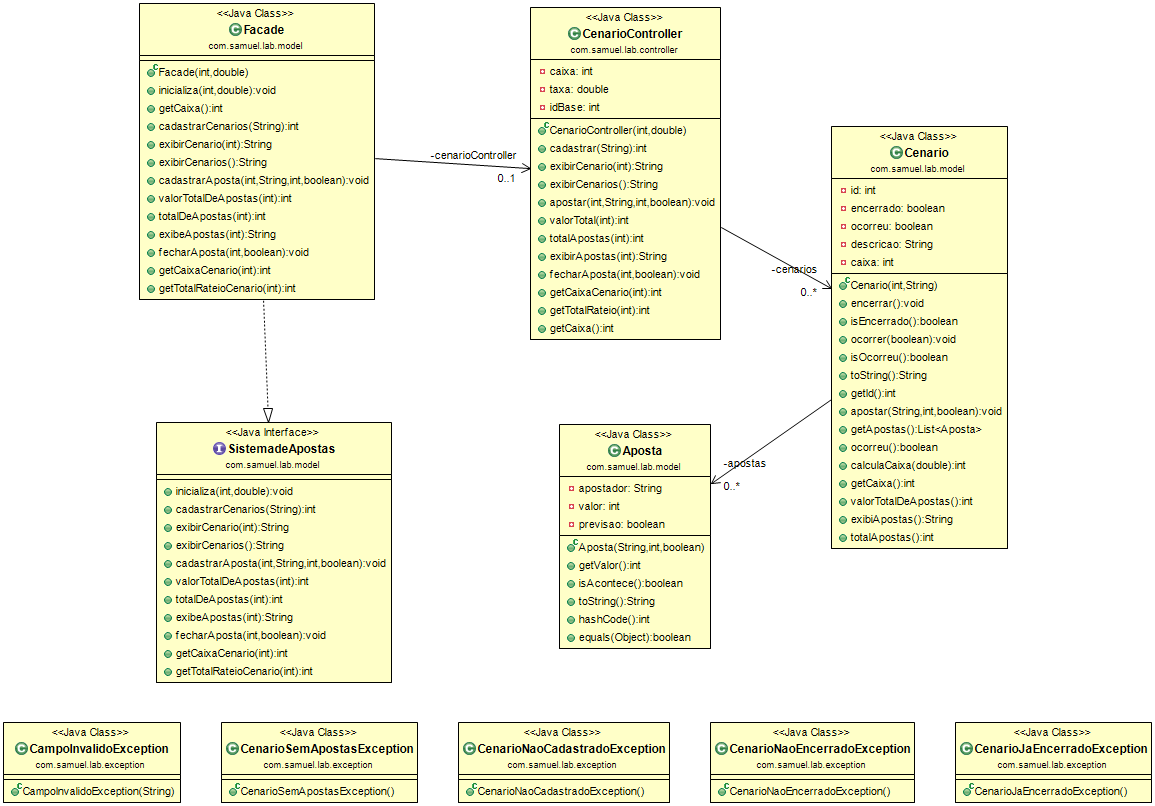 <<Java Class>>
Facade
com.samuel.lab.model
Facade(int,double)
inicializa(int,double):void
getCaixa():int
cadastrarCenarios(String):int
exibirCenario(int):String
exibirCenarios():String
cadastrarAposta(int,String,int,boolean):void
valorTotalDeApostas(int):int
totalDeApostas(int):int
exibeApostas(int):String
fecharAposta(int,boolean):void
getCaixaCenario(int):int
getTotalRateioCenario(int):int
-cenarioController
0..1
<<Java Class>>
CenarioController
com.samuel.lab.controller
caixa: int
taxa: double
idBase: int
CenarioController(int,double)
cadastrar(String):int
exibirCenario(int):String
exibirCenarios():String
apostar(int,String,int,boolean):void
valorTotal(int):int
totalApostas(int):int
exibirApostas(int):String
fecharAposta(int,boolean):void
getCaixaCenario(int):int
getTotalRateio(int):int
getCaixa():int
-cenarios
0..*
<<Java Class>>
Cenario
com.samuel.lab.model
id: int
encerrado: boolean
ocorreu: boolean
descricao: String
caixa: int
Cenario(int,String)
encerrar():void
isEncerrado():boolean
ocorrer(boolean):void
isOcorreu():boolean
toString():String
getId():int
apostar(String,int,boolean):void
getApostas():List<Aposta>
ocorreu():boolean
calculaCaixa(double):int
getCaixa():int
valorTotalDeApostas():int
exibiApostas():String
totalApostas():int
<<Java Interface>>
SistemadeApostas
com.samuel.lab.model
inicializa(int,double):void
cadastrarCenarios(String):int
exibirCenario(int):String
exibirCenarios():String
cadastrarAposta(int,String,int,boolean):void
valorTotalDeApostas(int):int
totalDeApostas(int):int
exibeApostas(int):String
fecharAposta(int,boolean):void
getCaixaCenario(int):int
getTotalRateioCenario(int):int
<<Java Class>>
Aposta
com.samuel.lab.model
apostador: String
valor: int
previsao: boolean
Aposta(String,int,boolean)
getValor():int
isAcontece():boolean
toString():String
hashCode():int
equals(Object):boolean
-apostas
0..*
<<Java Class>>
CampoInvalidoException
com.samuel.lab.exception
CampoInvalidoException(String)
<<Java Class>>
CenarioSemApostasException
com.samuel.lab.exception
CenarioSemApostasException()
<<Java Class>>
CenarioNaoCadastradoException
com.samuel.lab.exception
CenarioNaoCadastradoException()
<<Java Class>>
CenarioNaoEncerradoException
com.samuel.lab.exception
CenarioNaoEncerradoException()
<<Java Class>>
CenarioJaEncerradoException
com.samuel.lab.exception
CenarioJaEncerradoException()